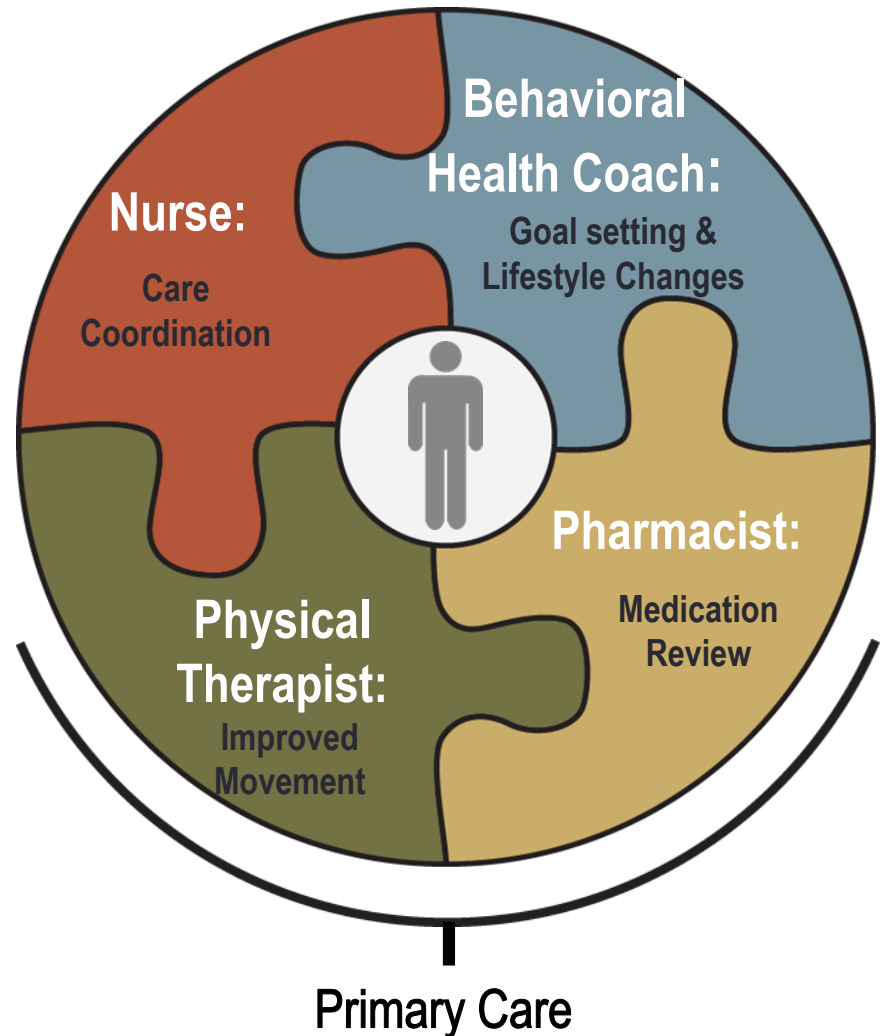 Nurse:
Care
Coordination
Behavioral
Health Coach:
Goal setting &
Lifestyle Changes
Physical
Therapist:
Improved
Movement
Pharmacist:
Medication
Review
Primary Care